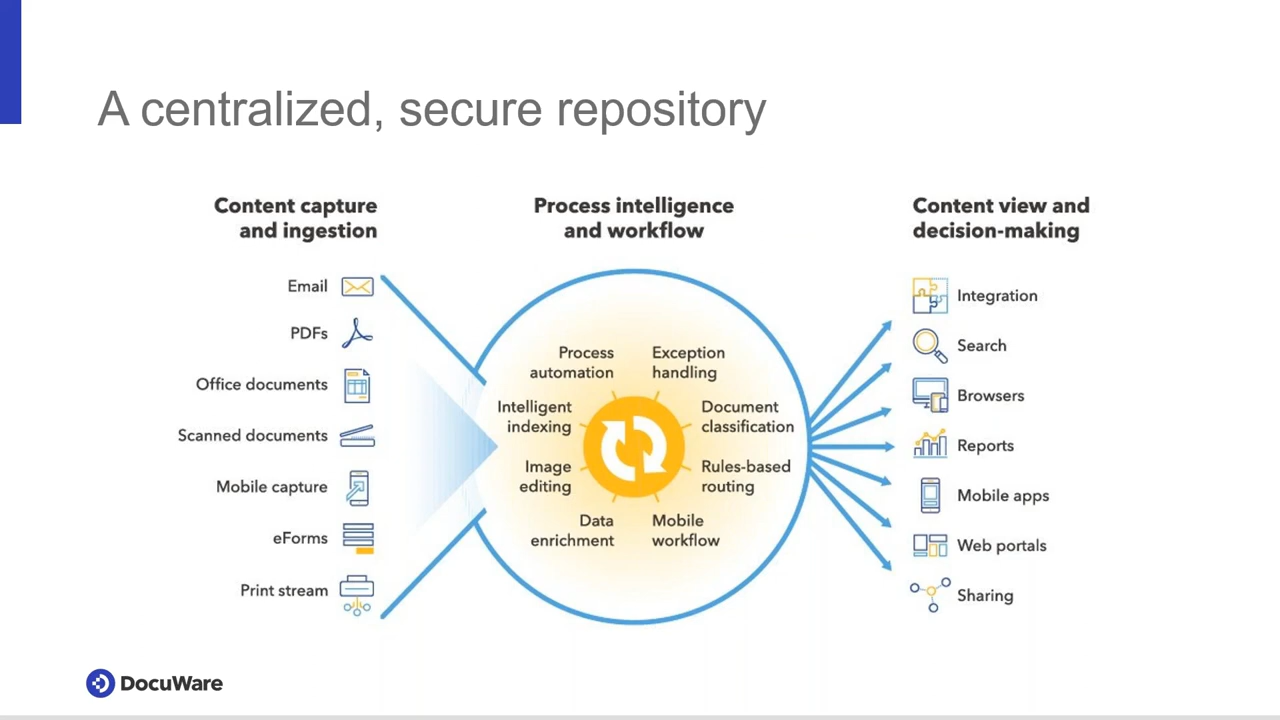 A centralized, secure repository
Content capture
and ingestion
Email
PDFs
Office documents
Scanned documents
Mobile capture
eForms
Print stream
Process intelligence
and workflow
Process
automation
Exception
handling
Intelligent
indexing
Document
classification
Image
editing
Rules-based
routing
Data
enrichment
Mobile
workflow
Content view and
decision-making
Integration
Search
Browsers
Reports
Mobile apps
Web portals
Sharing
DocuWare